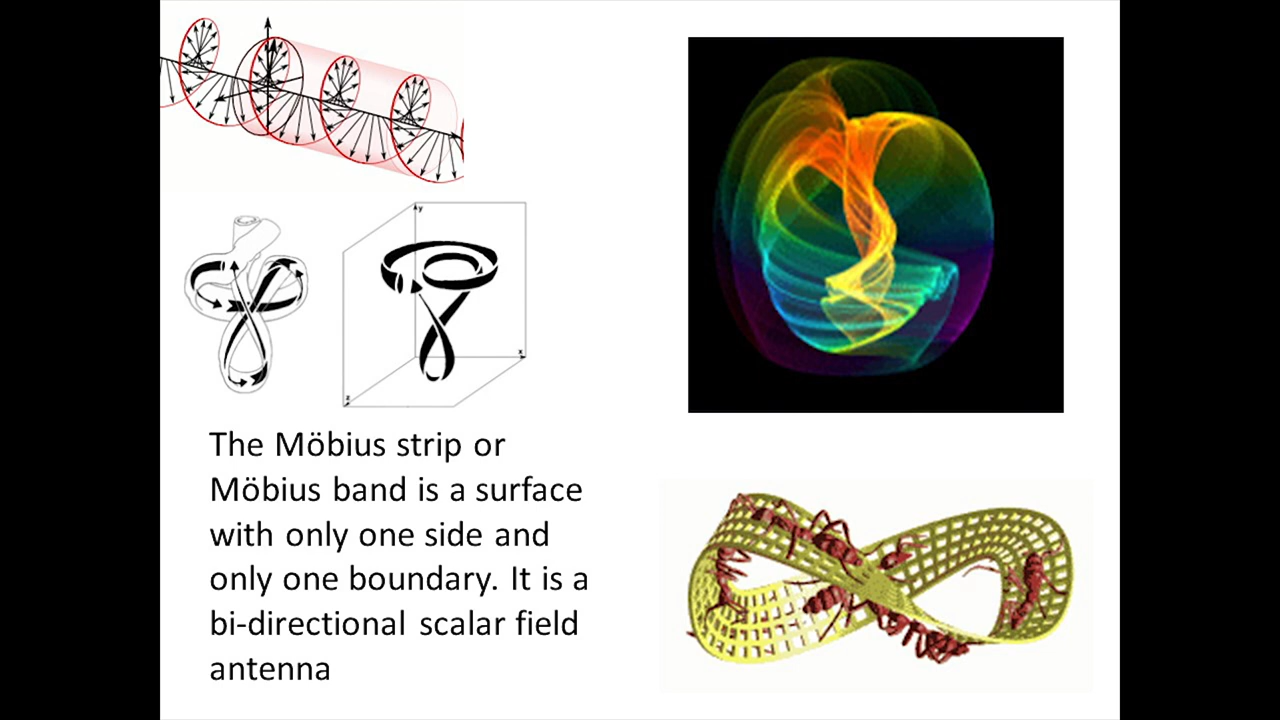 y
x
z
The Möbius strip or
Möbius band is a surface
with only one side and
only one boundary. It is a
bi-directional scalar field
antenna